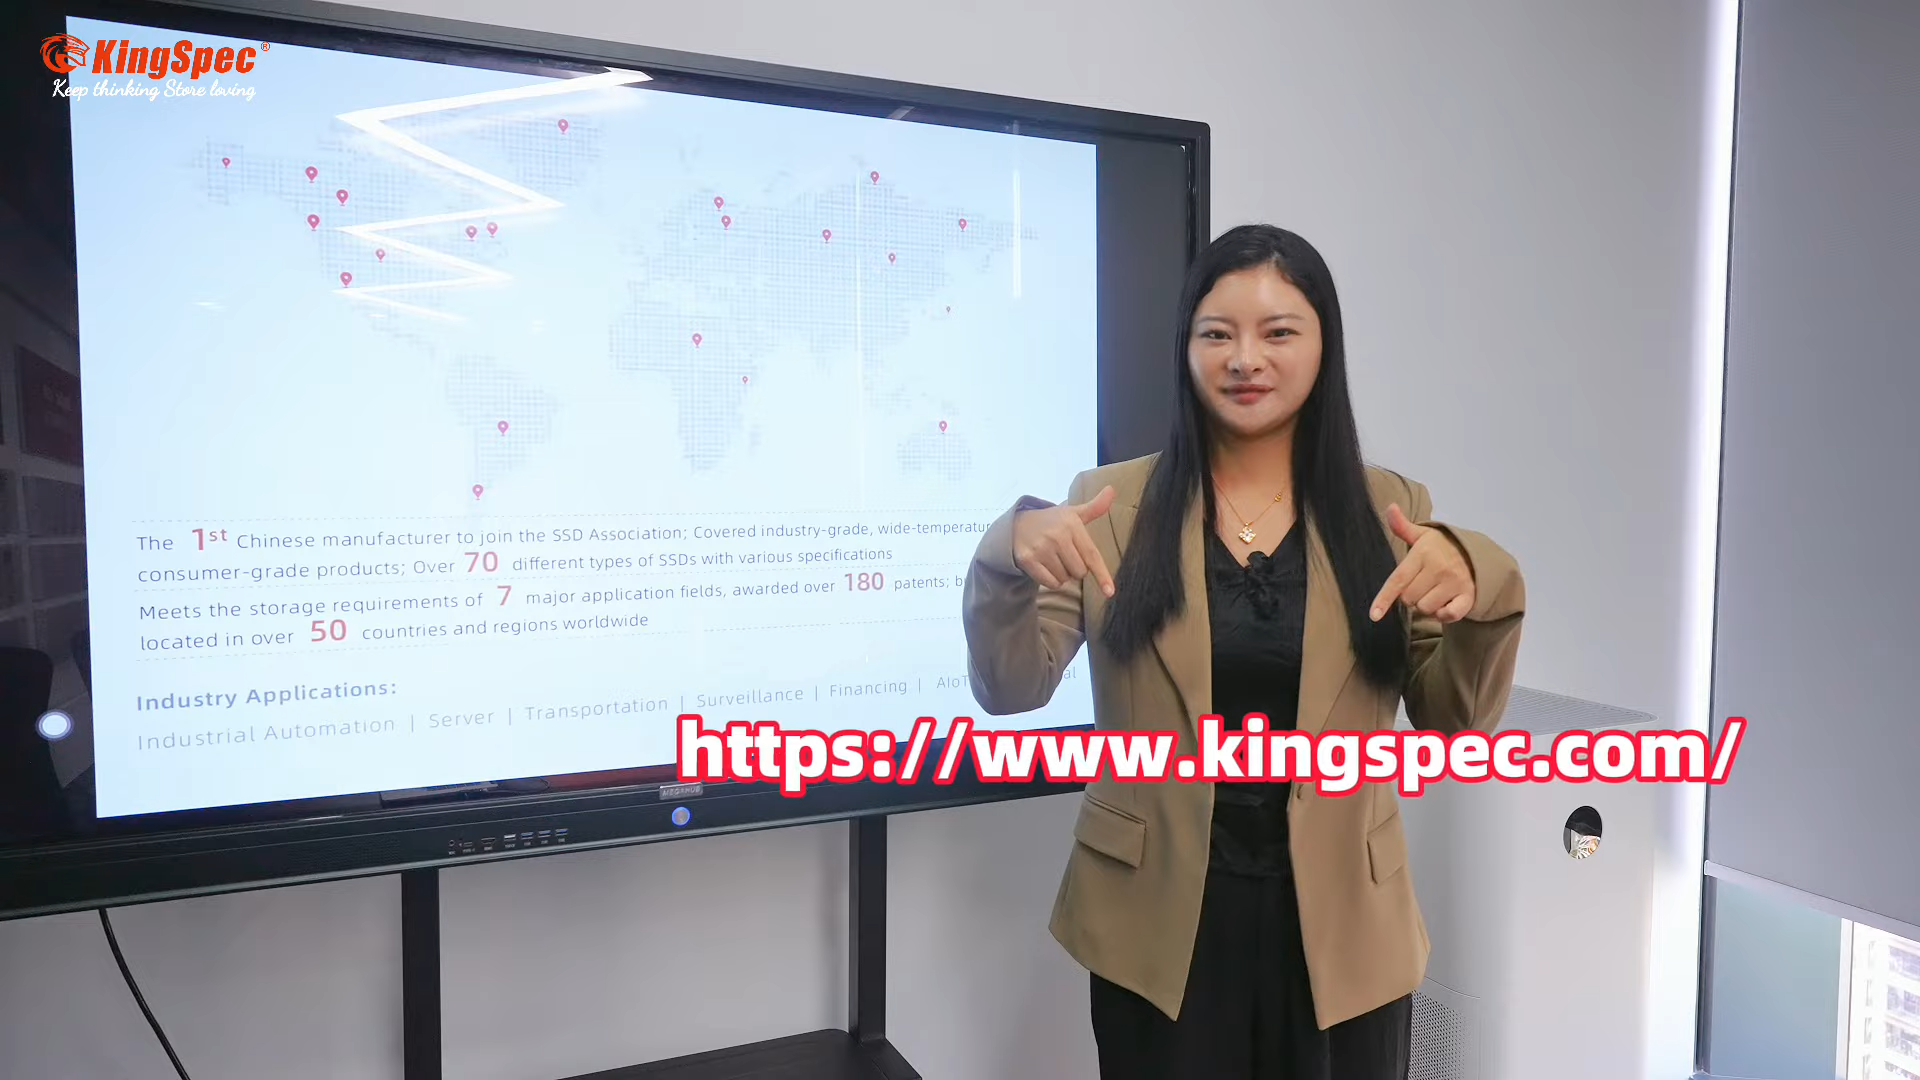 KingSpec®
Keep thinking Store loving
The 1st Chinese manufacturer to join the SSD Association; Covered industry-grade,
consumer-grade products; Over 70 different types of SSDs with various specifications
Meets the storage requirements of 7 major application fields, awarded over 180 patents;
located in over 50 countries and regions worldwide
Industry Applications:
Industrial Automation | Server | Transportation | Surveillance | Financing | AIoT
https://www.kingspec.com/
MEGAHUB